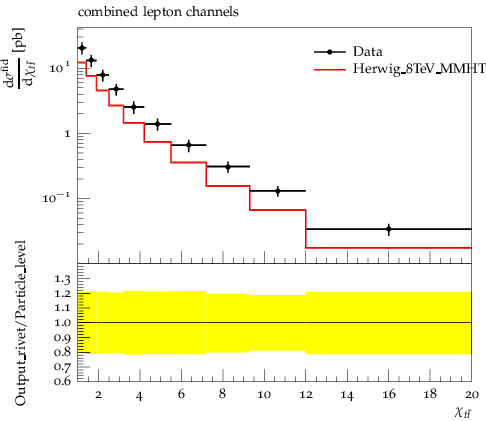 combined lepton channels
dσ^fid/dχ_tt̄ [pb]
Data
Herwig_8TeV_MMHT
10^1
1
10^−1
Output_rivet/Particle_level
1.3
1.2
1.1
1.0
0.9
0.8
0.7
0.6
2 4 6 8 10 12 14 16 18 20
χ_tt̄